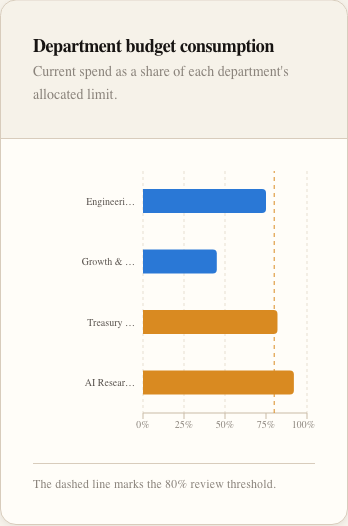 Department budget consumption
Current spend as a share of each department's
allocated limit.
Engineeri…
Growth & …
Treasury …
AI Resear…
0% 25% 50% 75% 100%
The dashed line marks the 80% review threshold.